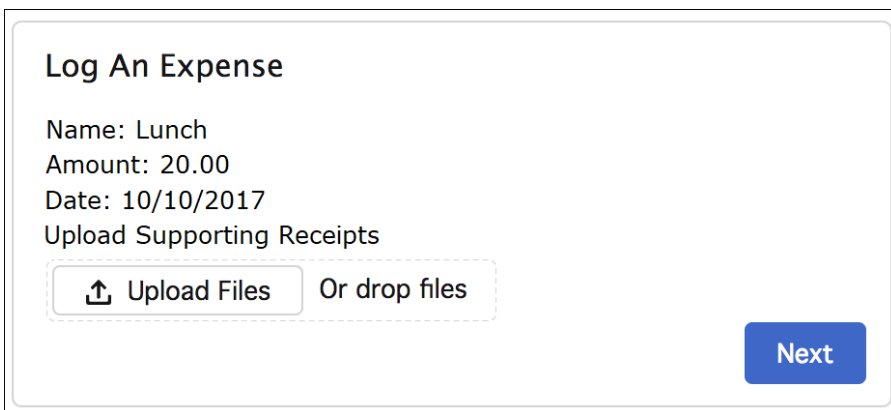 Log An Expense
Name: Lunch
Amount: 20.00
Date: 10/10/2017
Upload Supporting Receipts
Upload Files Or drop files
Next